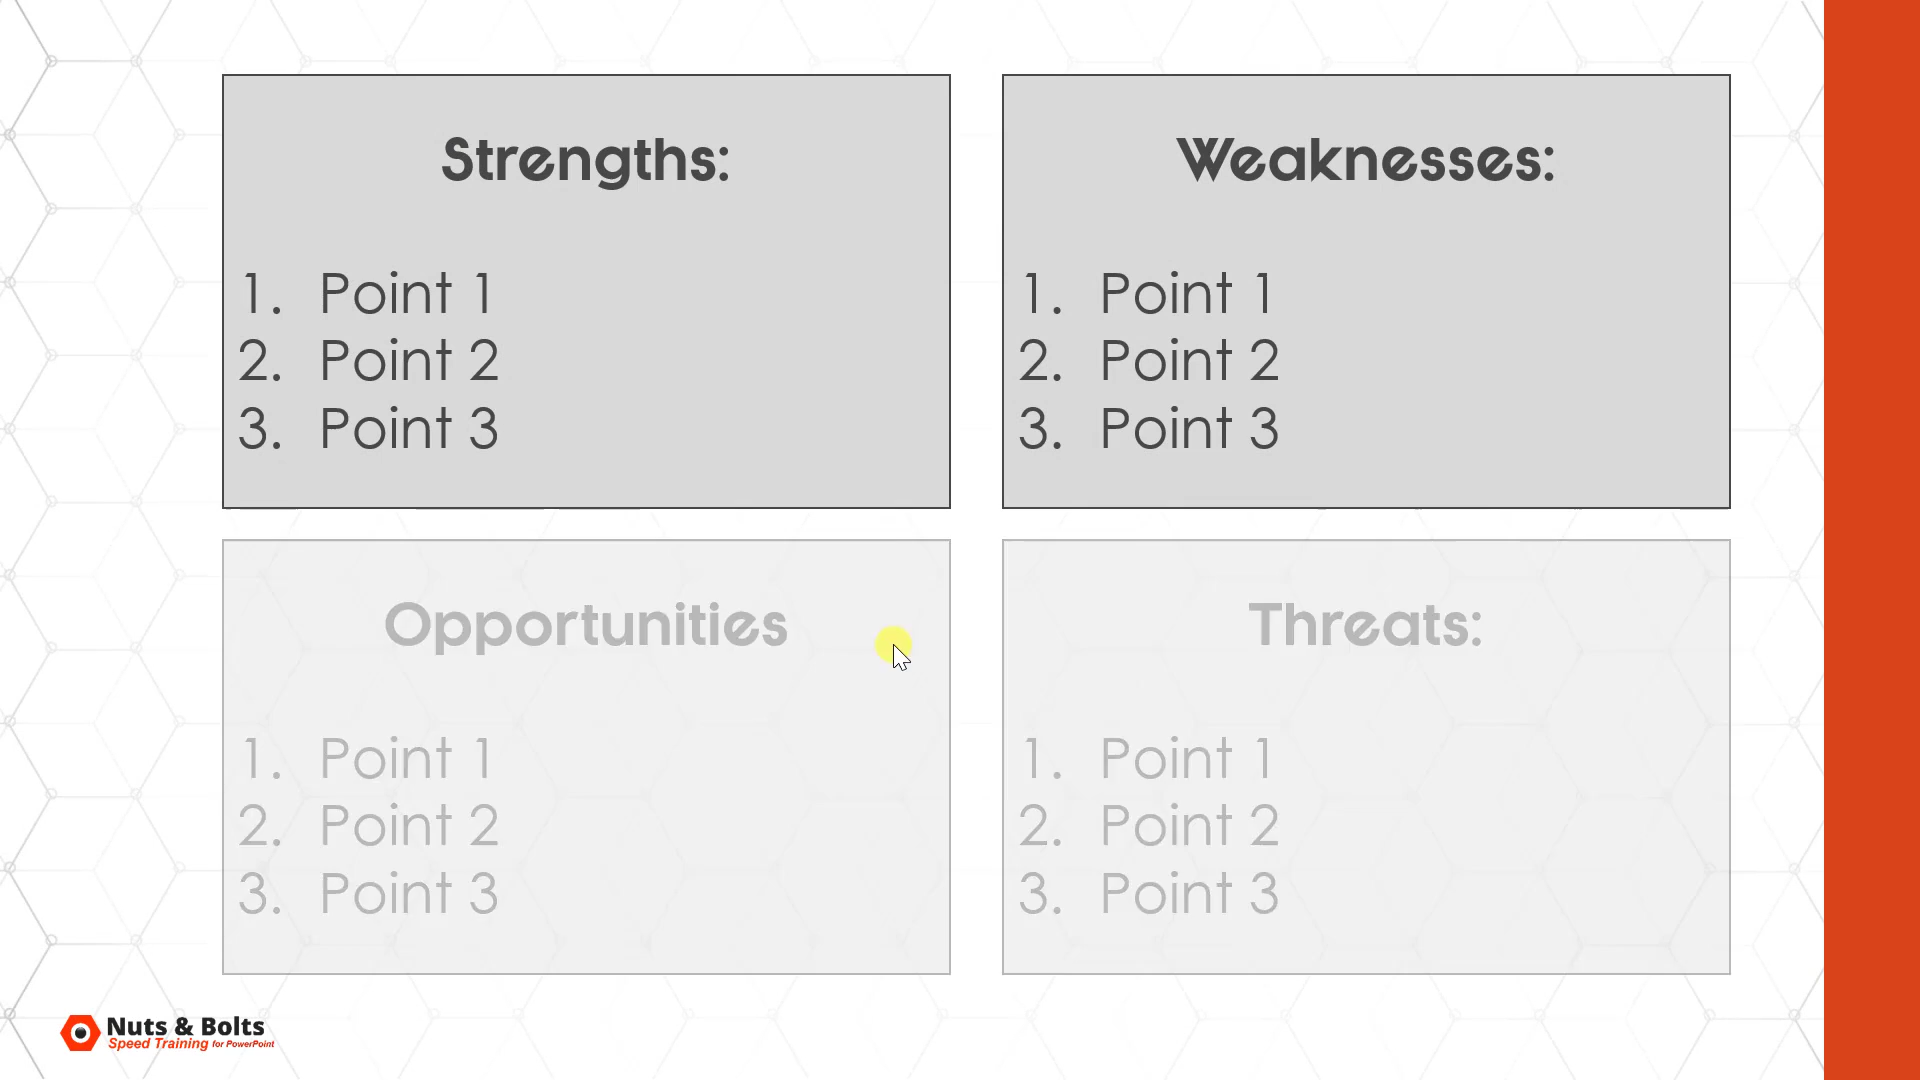 Strengths:
1. Point 1
2. Point 2
3. Point 3
Weaknesses:
1. Point 1
2. Point 2
3. Point 3
Opportunities
1. Point 1
2. Point 2
3. Point 3
Threats:
1. Point 1
2. Point 2
3. Point 3
Nuts & Bolts
Speed Training for PowerPoint